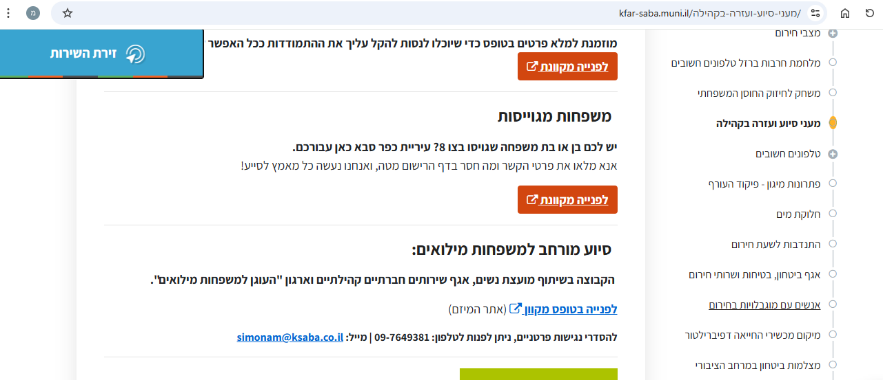 kfar-saba.muni.il/מעני-סיוע-ועזרה-בקהילה/
מ
זירת השירות
מוזמנת למלא פרטים בטופס כדי שיוכלו לנסות להקל עליך את ההתמודדות ככל האפשר
לפנייה מקוונת
משפחות מגוייסות
יש לכם בן או בת משפחה שגויסו בצו 8? עיריית כפר סבא כאן עבורכם.
אנא מלאו את פרטי הקשר ומה חסר בדף הרישום מטה, ואנחנו נעשה כל מאמץ לסייע!
לפנייה מקוונת
סיוע מורחב למשפחות מילואים:
הקבוצה בשיתוף מועצת נשים, אגף שירותים חברתיים קהילתיים וארגון "העוגן למשפחות מילואים".
לפנייה בטופס מקוון (אתר המיזם)
להסדרי נגישות פרטניים, ניתן לפנות לטלפון: 09-7649381 | מייל: simonam@ksaba.co.il
מצבי חירום
מלחמת חרבות ברזל טלפונים חשובים
משחק לחיזוק החוסן המשפחתי
מעני סיוע ועזרה בקהילה
טלפונים חשובים
פתרונות מיגון - פיקוד העורף
חלוקת מים
התנדבות לשעת חירום
אגף ביטחון, בטיחות ושרותי חירום
אנשים עם מוגבלויות בחירום
מיקום מכשירי החייאה דפיברילטור
מצלמות ביטחון במרחב הציבורי